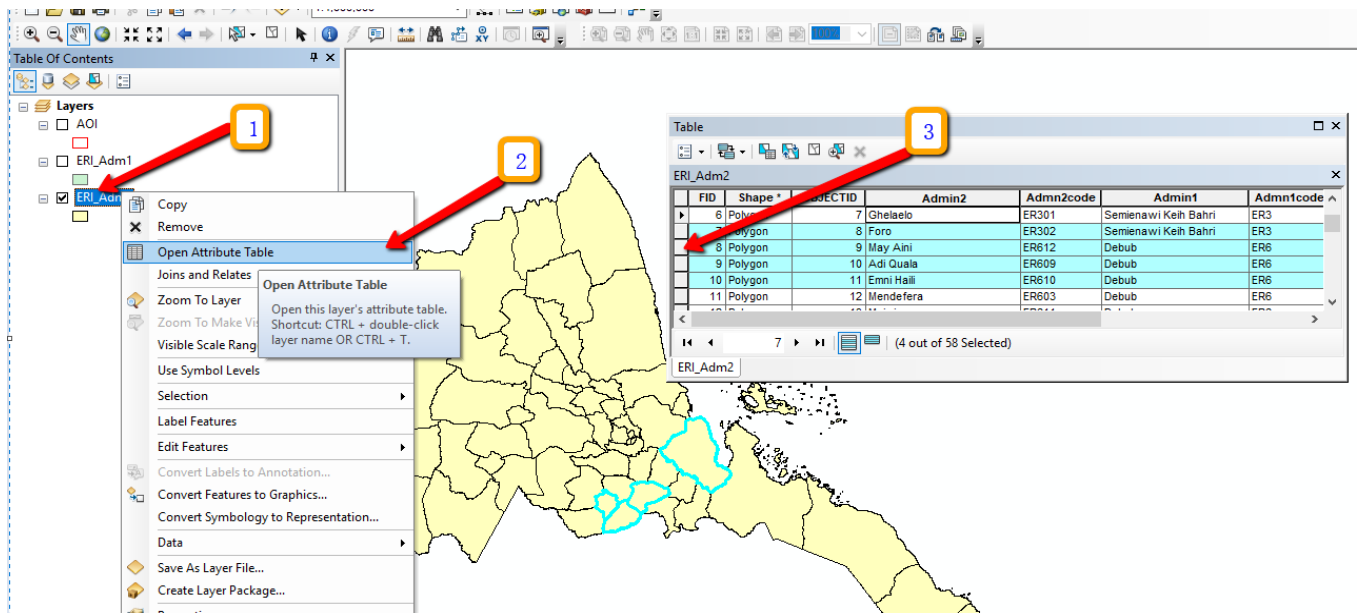 Table Of Contents
Layers
AOI
ERI_Adm1
ERI_Adm
1
2
3
Copy
Remove
Open Attribute Table
Joins and Relates
Zoom To Layer
Zoom To Make Vis
Visible Scale Rang
Use Symbol Levels
Selection
Label Features
Edit Features
Convert Labels to Annotation...
Convert Features to Graphics...
Convert Symbology to Representation...
Data
Save As Layer File...
Create Layer Package...
Open Attribute Table
Open this layer's attribute table.
Shortcut: CTRL + double-click
layer name OR CTRL + T.
Table
ERI_Adm2
FID Shape * JECTID Admin2 Admn2code Admin1 Admn1code
6 Polygon 7 Ghelaelo ER301 Semienawi Keih Bahri ER3
7 Polygon 8 Foro ER302 Semienawi Keih Bahri ER3
8 Polygon 9 May Aini ER612 Debub ER6
9 Polygon 10 Adi Quala ER609 Debub ER6
10 Polygon 11 Emni Haili ER610 Debub ER6
11 Polygon 12 Mendefera ER603 Debub ER6
7 (4 out of 58 Selected)
ERI_Adm2